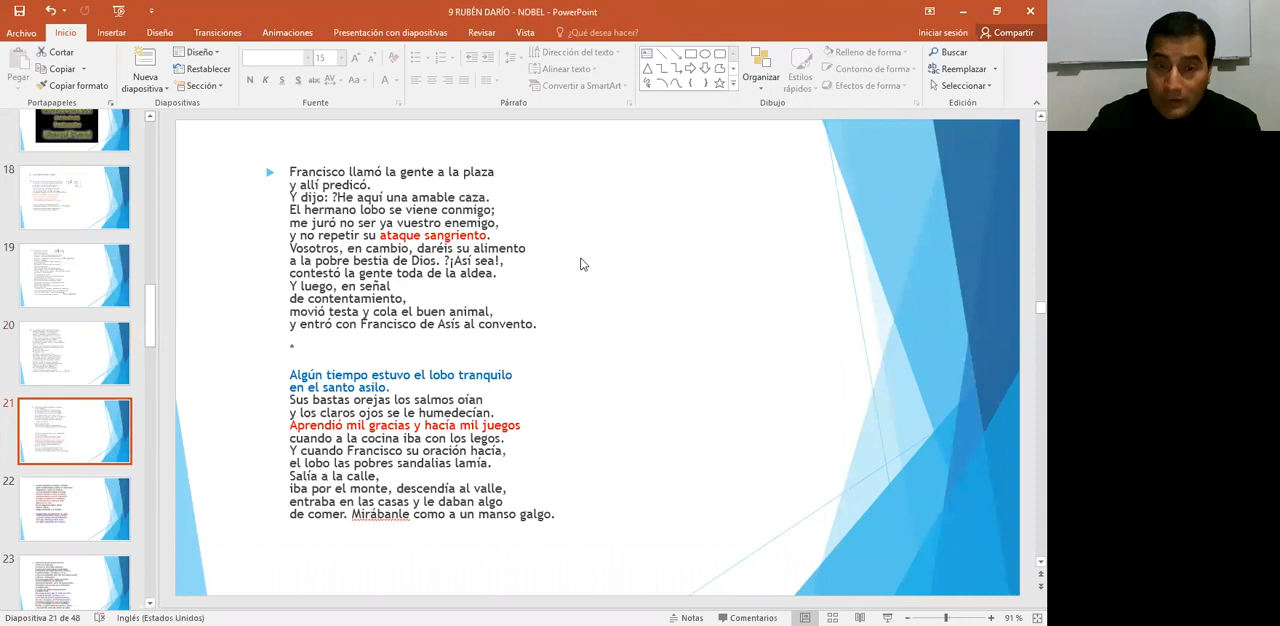 9 RUBÉN DARÍO - NOBEL - PowerPoint
Archivo Inicio Insertar Diseño Transiciones Animaciones Presentación con diapositivas Revisar Vista ¿Qué desea hacer? Iniciar sesión Compartir
Pegar
Cortar
Copiar
Copiar formato
Portapapeles
Nueva diapositiva
Diseño
Restablecer
Sección
Diapositivas
15
N K S S abc AV Aa A
Fuente
Dirección del texto
Alinear texto
Convertir a SmartArt
Párrafo
Organizar
Estilos rápidos
Relleno de forma
Contorno de forma
Efectos de forma
Dibujo
Buscar
Reemplazar
Seleccionar
Edición
18
19
20
21
22
23
Francisco llamó la gente a la plaza
y allí predicó.
Y dijo: ?He aquí una amable caza.
El hermano lobo se viene conmigo;
me juró no ser ya vuestro enemigo,
y no repetir su ataque sangriento.
Vosotros, en cambio, daréis su alimento
a la pobre bestia de Dios. ?¡Así sea!,
contestó la gente toda de la aldea.
Y luego, en señal
de contentamiento,
movió testa y cola el buen animal,
y entró con Francisco de Asís al convento.
*
Algún tiempo estuvo el lobo tranquilo
en el santo asilo.
Sus bastas orejas los salmos oían
y los claros ojos se le humedecían.
Aprendió mil gracias y hacía mil juegos
cuando a la cocina iba con los legos.
Y cuando Francisco su oración hacía,
el lobo las pobres sandalias lamía.
Salía a la calle,
iba por el monte, descendía al valle,
entraba en las casas y le daban algo
de comer. Mirábanle como a un manso galgo.
Diapositiva 21 de 48 Inglés (Estados Unidos) Notas Comentarios 91 %